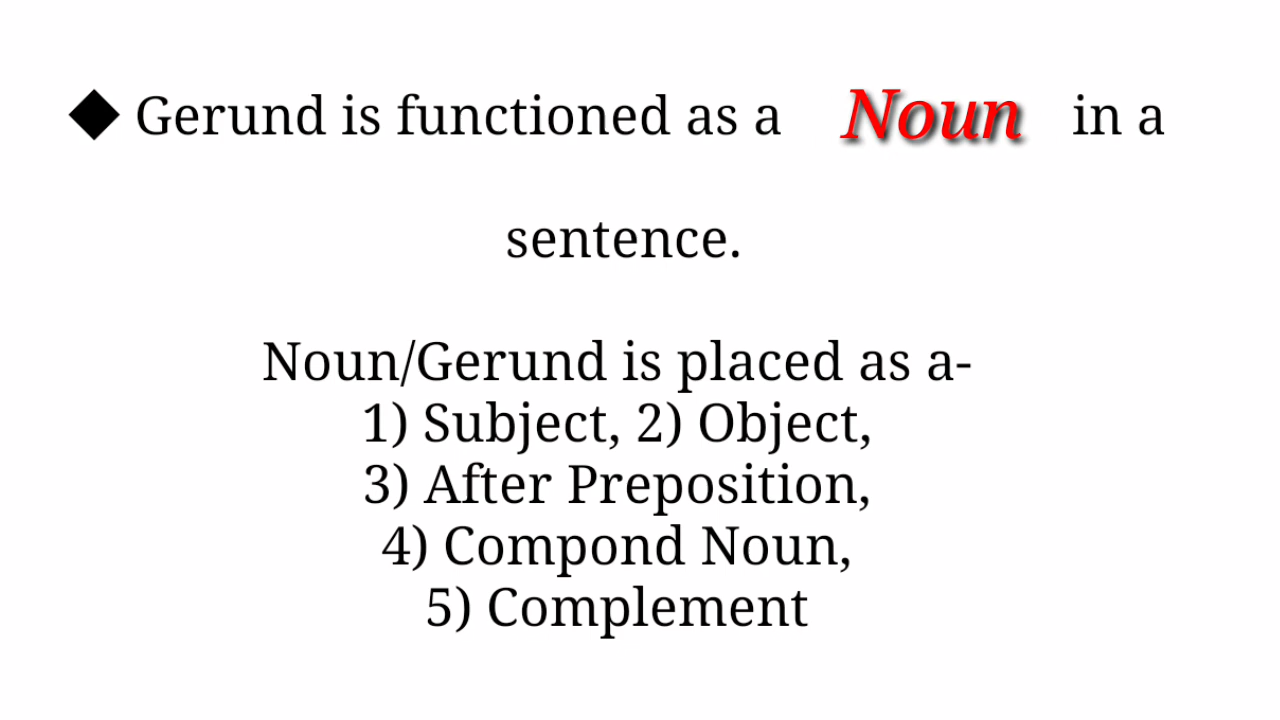 ◆ Gerund is functioned as a Noun in a
sentence.
Noun/Gerund is placed as a-
1) Subject, 2) Object,
3) After Preposition,
4) Compond Noun,
5) Complement